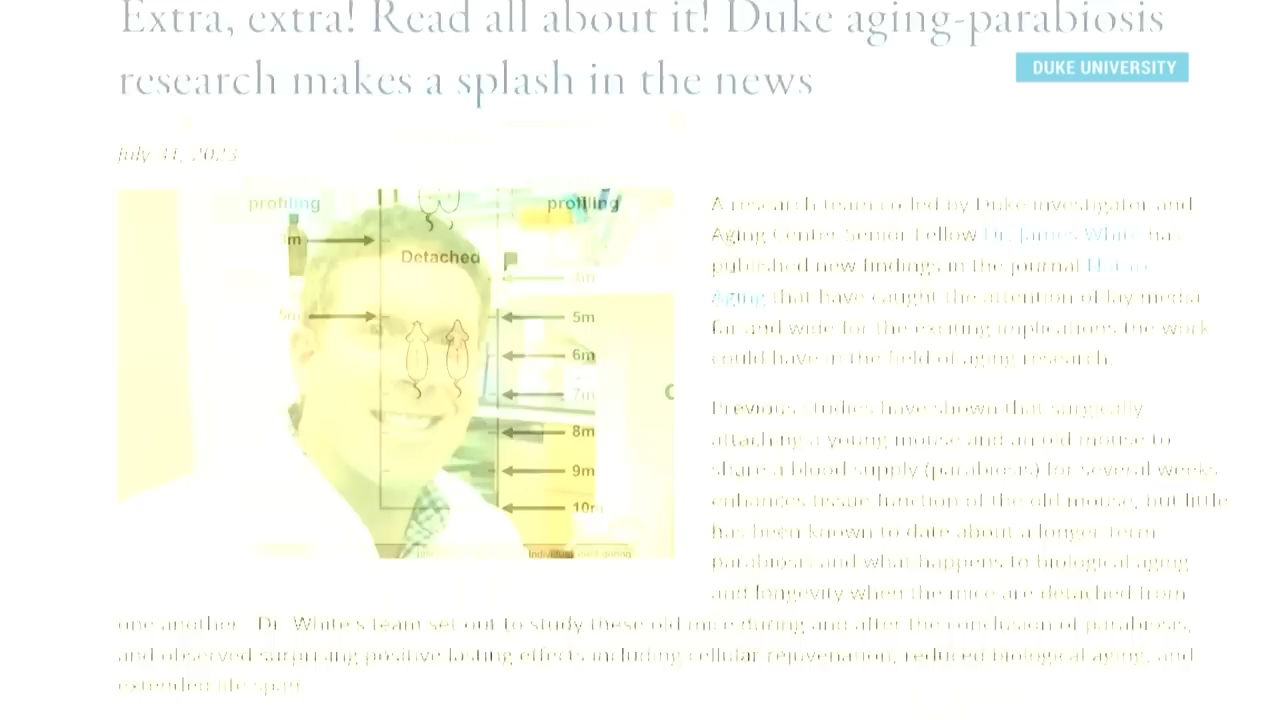 Extra, extra! Read all about it! Duke aging-parabiosis
research makes a splash in the news
DUKE UNIVERSITY
July 31, 2023
profiling
profiling
m
Detached
4m
5m
5m
6m
7m
8m
9m
10m
A research team co-led by Duke investigator and
Aging Center Senior Fellow Dr. James White has
published new findings in the journal Nature
Aging that have caught the attention of lay media
far and wide for the exciting implications the work
could have in the field of aging research.
Previous studies have shown that surgically
attaching a young mouse and an old mouse to
share a blood supply (parabiosis) for several weeks
enhances tissue function of the old mouse, but little
has been known to date about a longer-term
parabiosis and what happens to biological aging
and longevity when the mice are detached from
one another. Dr. White's team set out to study these old mice during and after the conclusion of parabiosis,
and observed surprising positive lasting effects including cellular rejuvenation, reduced biological aging, and
extended lifespan.